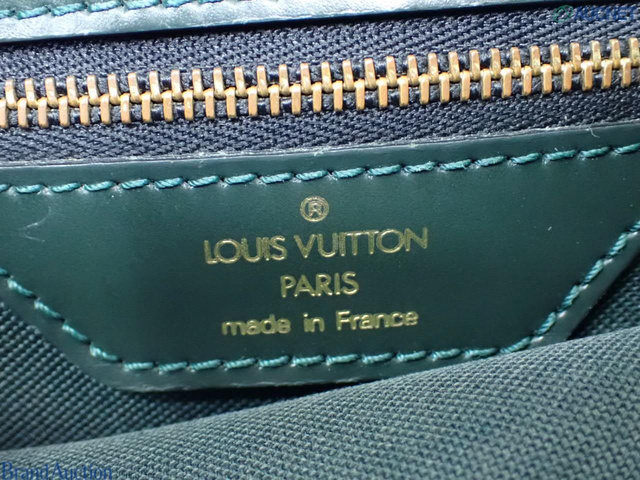 ®
LOUIS VUITTON
PARIS
made in France
Brand Auction